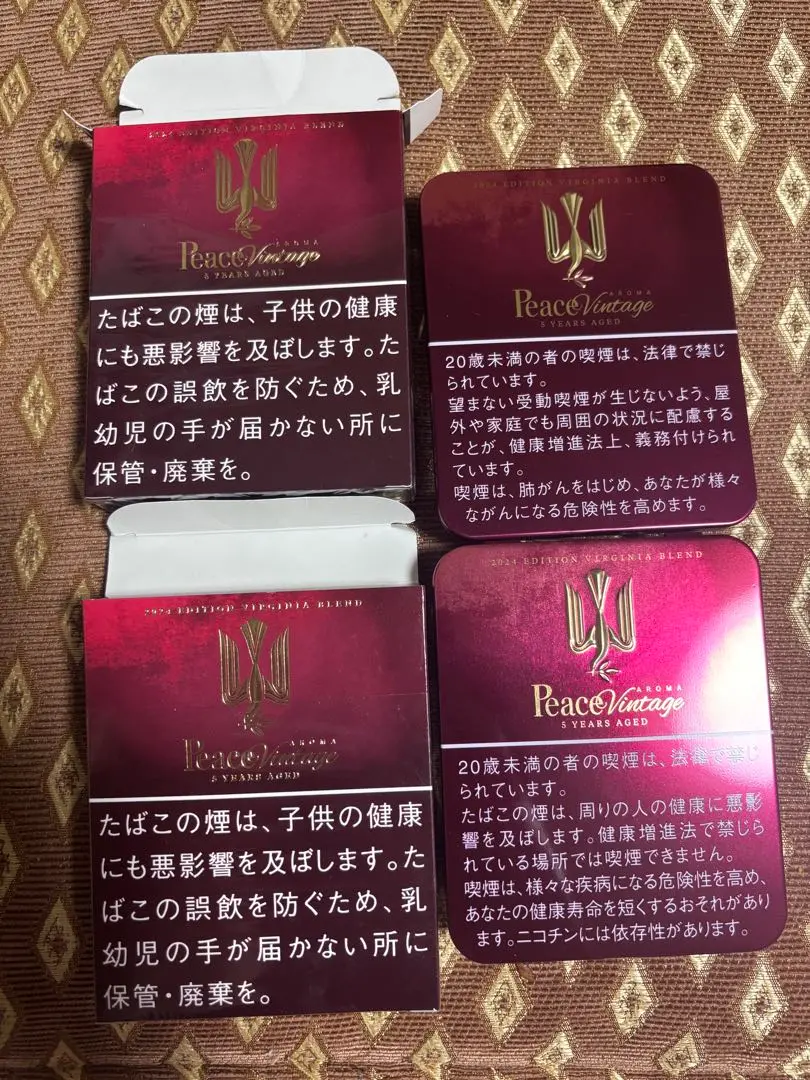 2024 EDITION VIRGINIA BLEND
AROMA
Peace Vintage
5 YEARS AGED
たばこの煙は、子供の健康
にも悪影響を及ぼします。た
ばこの誤飲を防ぐため、乳
幼児の手が届かない所に
保管・廃棄を。
2024 EDITION VIRGINIA BLEND
AROMA
Peace Vintage
5 YEARS AGED
20歳未満の者の喫煙は、法律で禁じ
られています。
望まない受動喫煙が生じないよう、屋
外や家庭でも周囲の状況に配慮する
ことが、健康増進法上、義務付けられ
ています。
喫煙は、肺がんをはじめ、あなたが様々
ながんになる危険性を高めます。
2024 EDITION VIRGINIA BLEND
AROMA
Peace Vintage
5 YEARS AGED
たばこの煙は、子供の健康
にも悪影響を及ぼします。た
ばこの誤飲を防ぐため、乳
幼児の手が届かない所に
保管・廃棄を。
2024 EDITION VIRGINIA BLEND
AROMA
Peace Vintage
5 YEARS AGED
20歳未満の者の喫煙は、法律で禁じ
られています。
たばこの煙は、周りの人の健康に悪影
響を及ぼします。健康増進法で禁じら
れている場所では喫煙できません。
喫煙は、様々な疾病になる危険性を高め、
あなたの健康寿命を短くするおそれがあり
ます。ニコチンには依存性があります。